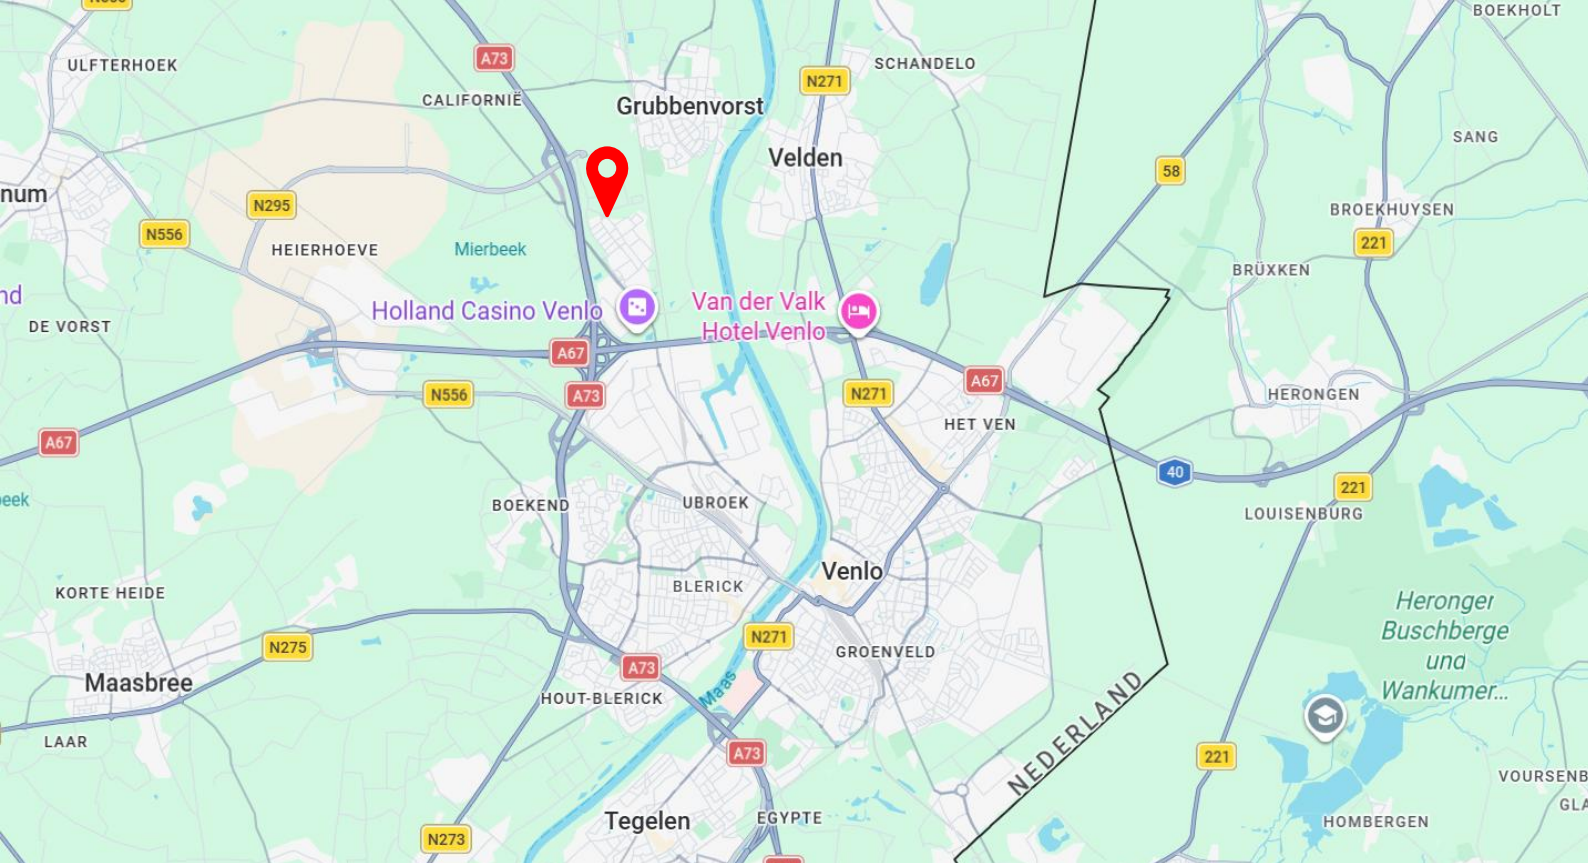 BOEKHOLT
ULFTERHOEK
A73
SCHANDELO
N271
CALIFORNIË
Grubbenvorst
SANG
Velden
58
num
N295
BROEKHUYSEN
N556
HEIERHOEVE
Mierbeek
221
BRÜXKEN
nd
Holland Casino Venlo
Van der Valk
Hotel Venlo
DE VORST
A67
A67
N556
A73
N271
HERONGEN
HET VEN
A67
40
221
eek
BOEKEND
UBROEK
LOUISENBURG
Venlo
BLERICK
KORTE HEIDE
Heronger
Buschberge
und
Wankumer...
N275
N271
GROENVELD
A73
Maasbree
HOUT-BLERICK
Maas
NEDERLAND
LAAR
A73
221
VOURSENB
GLA
Tegelen
EGYPTE
HOMBERGEN
N273